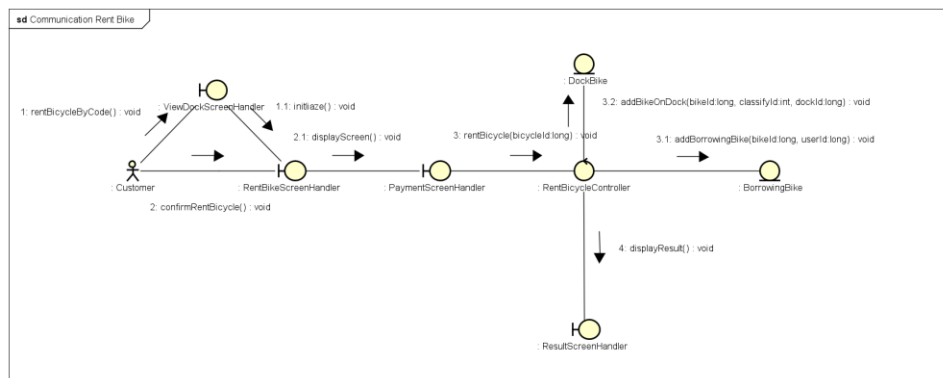 sd Communication Rent Bike
: DockBike
: ViewDockScreenHandler
1: rentBicycleByCode() : void
1.1: initliaze() : void
3.2: addBikeOnDock(bikeId:long, classifyId:int, dockId:long) : void
2.1: displayScreen() : void
3: rentBicycle(bicycleId:long) : void
3.1: addBorrowingBike(bikeId:long, userId:long) : void
: Customer
: RentBikeScreenHandler
: PaymentScreenHandler
: RentBicycleController
: BorrowingBike
2: confirmRentBicycle() : void
4: displayResult() : void
: ResultScreenHandler